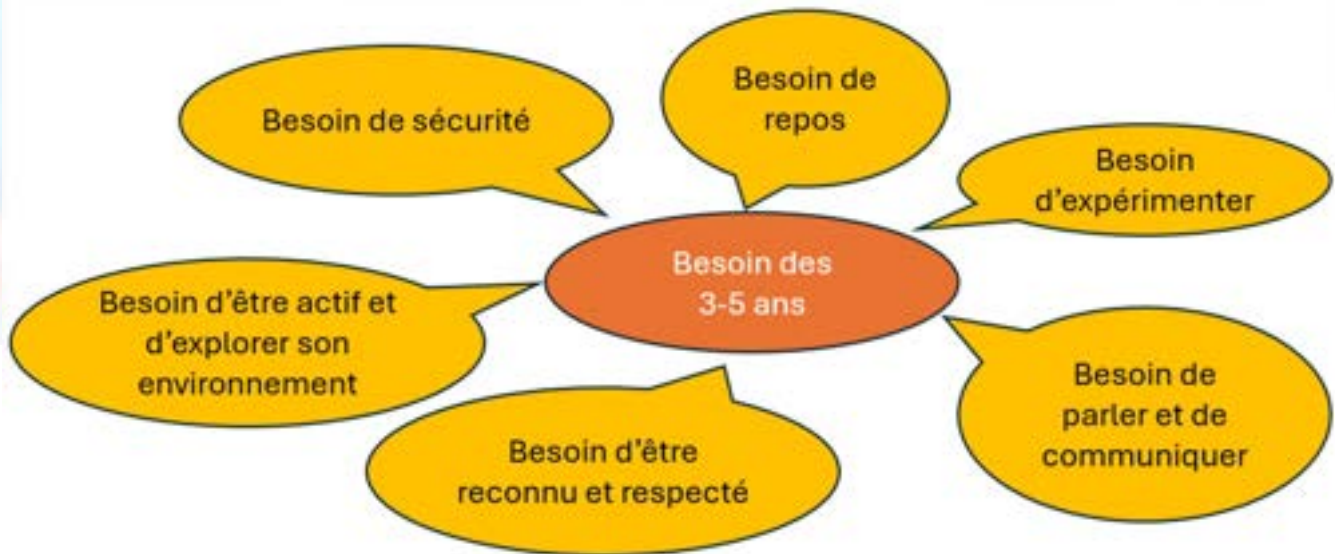 Besoin de sécurité
Besoin de
repos
Besoin
d'expérimenter
Besoin des
3-5 ans
Besoin d'être actif et
d'explorer son
environnement
Besoin de
parler et de
communiquer
Besoin d'être
reconnu et respecté